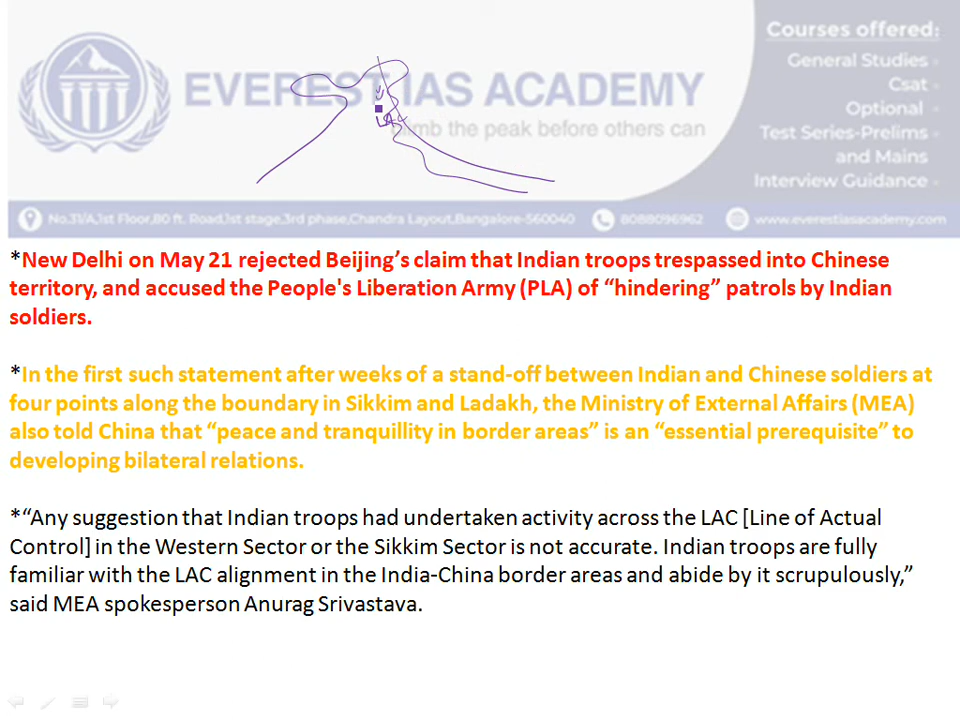 Courses offered:
General Studies
Csat
Optional
Test Series-Prelims
and Mains
Interview Guidance
EVEREST IAS ACADEMY
climb the peak before others can
No.31/A,1st Floor,80 ft. Road,1st stage,3rd phase,Chandra Layout,Bangalore-560040
8088096962
www.everestiasacademy.com
*New Delhi on May 21 rejected Beijing’s claim that Indian troops trespassed into Chinese
territory, and accused the People's Liberation Army (PLA) of “hindering” patrols by Indian
soldiers.
*In the first such statement after weeks of a stand-off between Indian and Chinese soldiers at
four points along the boundary in Sikkim and Ladakh, the Ministry of External Affairs (MEA)
also told China that “peace and tranquillity in border areas” is an “essential prerequisite” to
developing bilateral relations.
*“Any suggestion that Indian troops had undertaken activity across the LAC [Line of Actual
Control] in the Western Sector or the Sikkim Sector is not accurate. Indian troops are fully
familiar with the LAC alignment in the India-China border areas and abide by it scrupulously,”
said MEA spokesperson Anurag Srivastava.